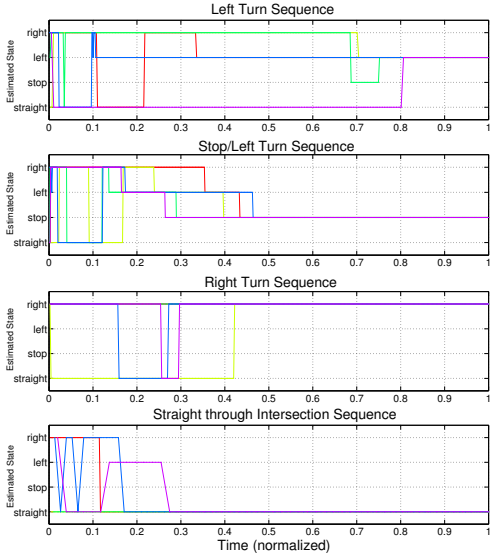 Left Turn Sequence
Estimated State
right
left
stop
straight
0 0.1 0.2 0.3 0.4 0.5 0.6 0.7 0.8 0.9 1
Stop/Left Turn Sequence
Estimated State
right
left
stop
straight
0 0.1 0.2 0.3 0.4 0.5 0.6 0.7 0.8 0.9 1
Right Turn Sequence
Estimated State
right
left
stop
straight
0 0.1 0.2 0.3 0.4 0.5 0.6 0.7 0.8 0.9 1
Straight through Intersection Sequence
Estimated State
right
left
stop
straight
0 0.1 0.2 0.3 0.4 0.5 0.6 0.7 0.8 0.9 1
Time (normalized)